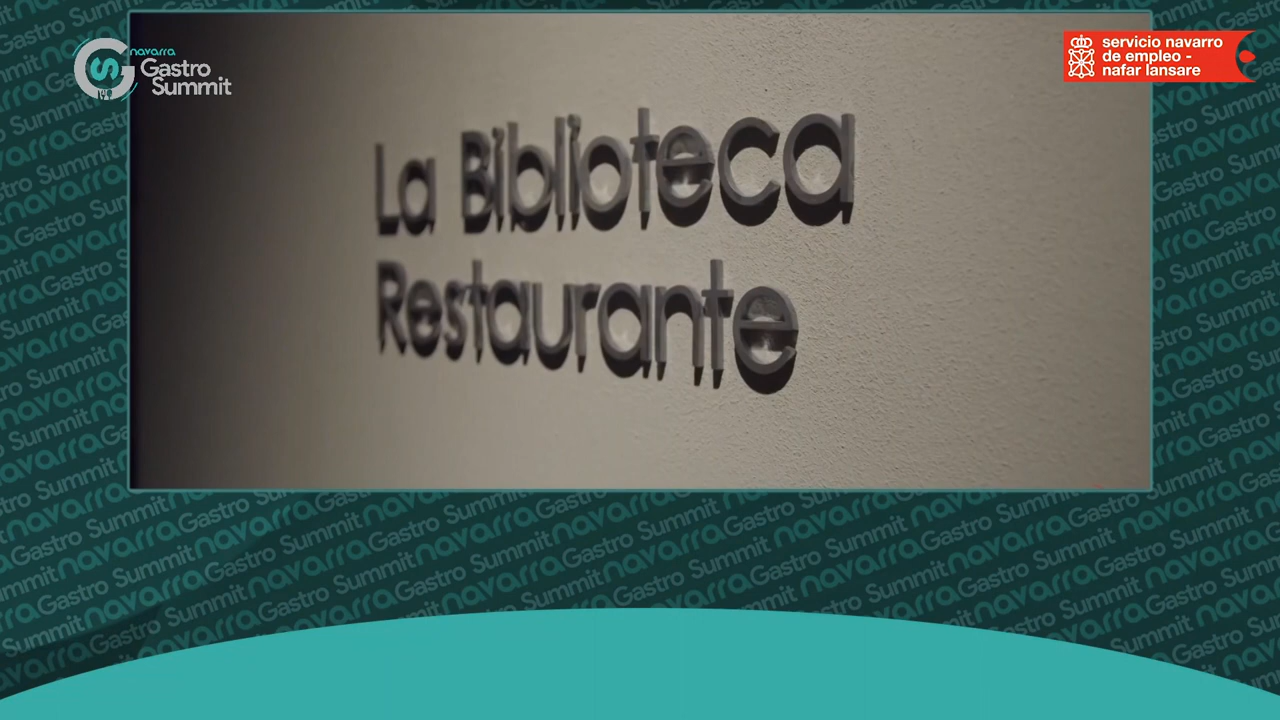 navarra
Gastro
Summit
servicio navarro
de empleo -
nafar lansare
La Biblioteca
Restaurante